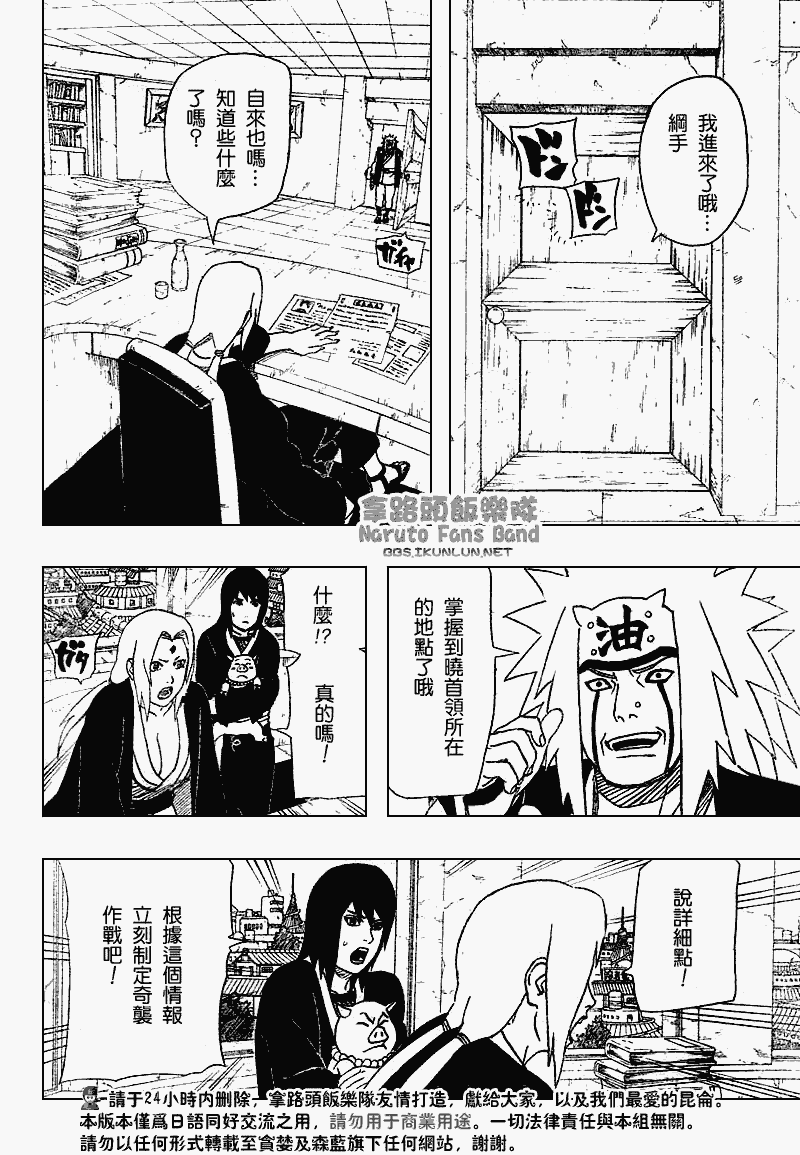 我進來了哦…
綱手
ドン
ドン
自來也嗎…
知道些什麼
了嗎？
ガチャ
拿路頭飯樂隊
Naruto Fans Band
BBS.IKUNLUN.NET
油
掌握到曉首領所在
的地點了哦
什麼!?
真的嗎！
ガタ
說詳細點！
根據這個情報
立刻制定奇襲
作戰吧！
請于24小時内删除，拿路頭飯樂隊友情打造，獻給大家，以及我們最愛的昆侖。
本版本僅爲日語同好交流之用，請勿用于商業用途。一切法律責任與本組無關。
請勿以任何形式轉載至貪婪及森藍旗下任何網站，謝謝。